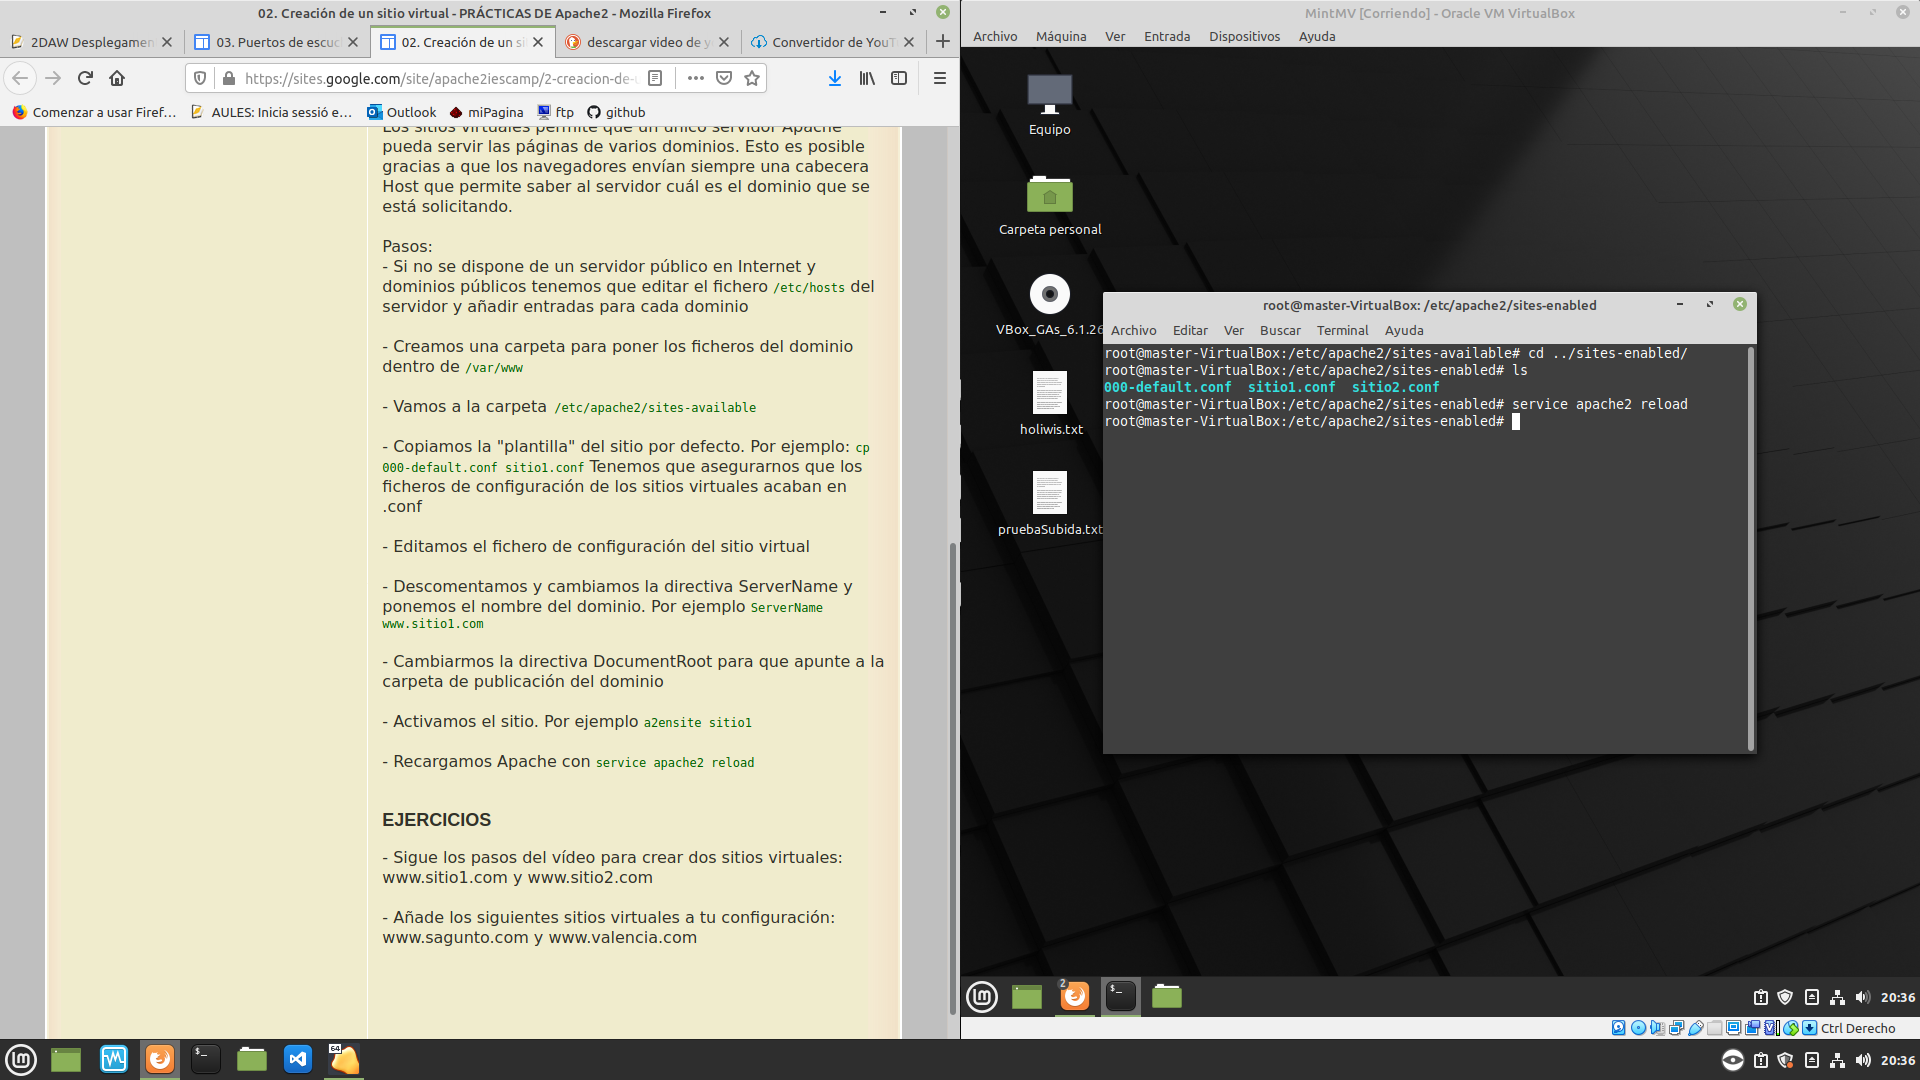 02. Creación de un sitio virtual - PRÁCTICAS DE Apache2 - Mozilla Firefox
2DAW Desplegamen
03. Puertos de escuc
02. Creación de un si
descargar video de y
Convertidor de YouT
https://sites.google.com/site/apache2iescamp/2-creacion-de-
Comenzar a usar Firef…
AULES: Inicia sessió e…
Outlook
miPagina
ftp
github
Los sitios virtuales permite que un único servidor Apache
pueda servir las páginas de varios dominios. Esto es posible
gracias a que los navegadores envían siempre una cabecera
Host que permite saber al servidor cuál es el dominio que se
está solicitando.
Pasos:
- Si no se dispone de un servidor público en Internet y
dominios públicos tenemos que editar el fichero /etc/hosts del
servidor y añadir entradas para cada dominio
- Creamos una carpeta para poner los ficheros del dominio
dentro de /var/www
- Vamos a la carpeta /etc/apache2/sites-available
- Copiamos la "plantilla" del sitio por defecto. Por ejemplo: cp
000-default.conf sitio1.conf Tenemos que asegurarnos que los
ficheros de configuración de los sitios virtuales acaban en
.conf
- Editamos el fichero de configuración del sitio virtual
- Descomentamos y cambiamos la directiva ServerName y
ponemos el nombre del dominio. Por ejemplo ServerName
www.sitio1.com
- Cambiarmos la directiva DocumentRoot para que apunte a la
carpeta de publicación del dominio
- Activamos el sitio. Por ejemplo a2ensite sitio1
- Recargamos Apache con service apache2 reload
EJERCICIOS
- Sigue los pasos del vídeo para crear dos sitios virtuales:
www.sitio1.com y www.sitio2.com
- Añade los siguientes sitios virtuales a tu configuración:
www.sagunto.com y www.valencia.com
64
MintMV [Corriendo] - Oracle VM VirtualBox
Archivo Máquina Ver Entrada Dispositivos Ayuda
Equipo
Carpeta personal
VBox_GAs_6.1.26
holiwis.txt
pruebaSubida.txt
root@master-VirtualBox: /etc/apache2/sites-enabled
Archivo Editar Ver Buscar Terminal Ayuda
root@master-VirtualBox:/etc/apache2/sites-available# cd ../sites-enabled/
root@master-VirtualBox:/etc/apache2/sites-enabled# ls
000-default.conf sitio1.conf sitio2.conf
root@master-VirtualBox:/etc/apache2/sites-enabled# service apache2 reload
root@master-VirtualBox:/etc/apache2/sites-enabled#
2
20:36
Ctrl Derecho
20:36